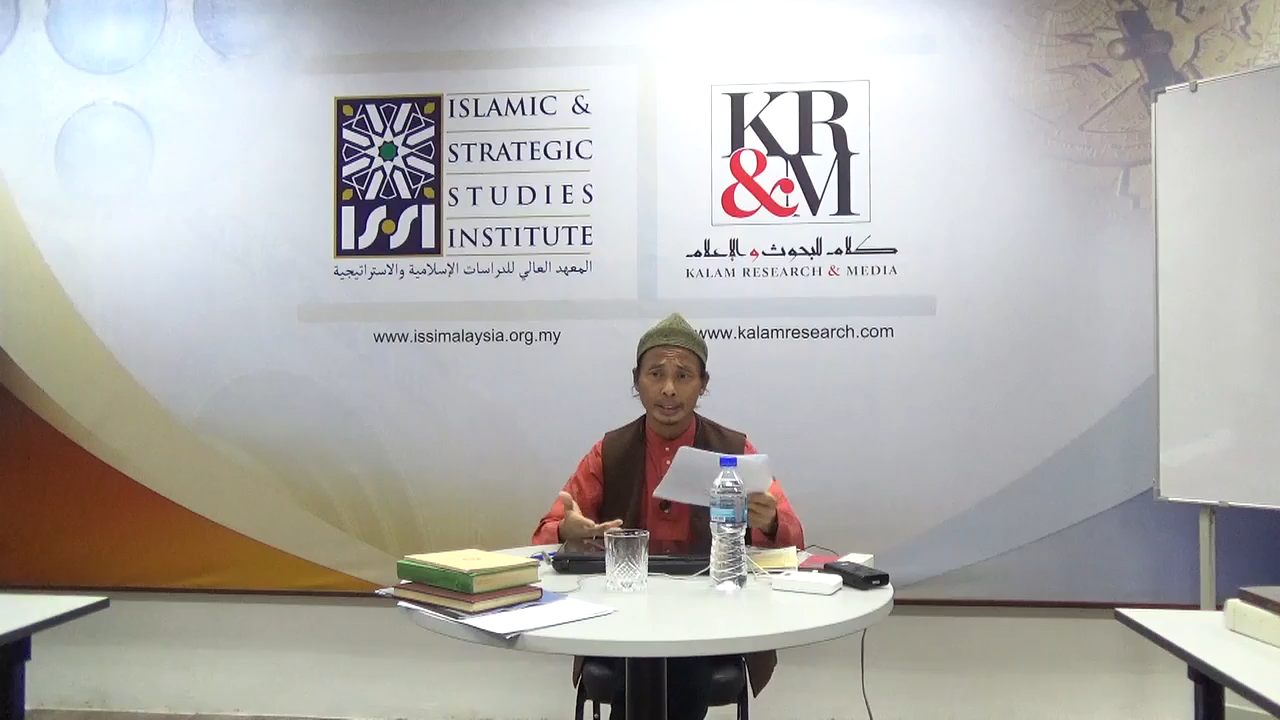 ISLAMIC &
STRATEGIC
STUDIES
INSTITUTE
ISSI
المعهد العالي للدراسات الإسلامية والاستراتيجية
www.issimalaysia.org.my
KR
&M
كلام للبحوث والإعلام
KALAM RESEARCH & MEDIA
www.kalamresearch.com